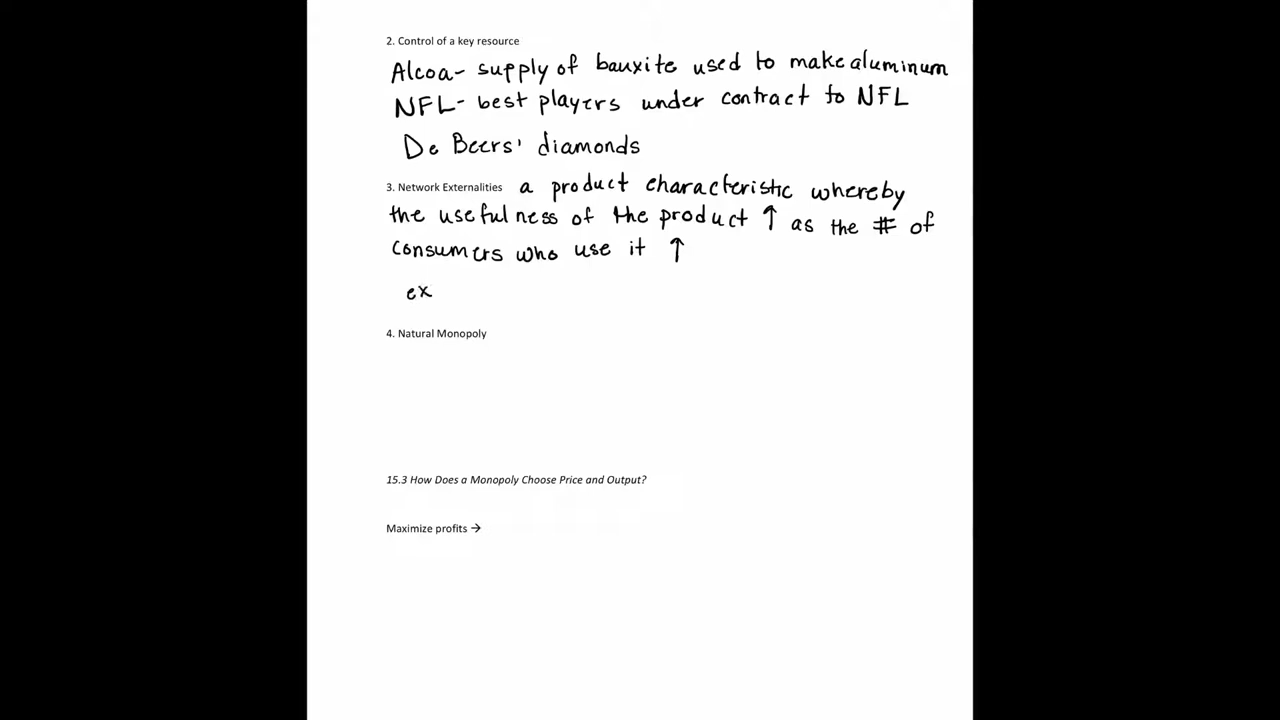 2. Control of a key resource
Alcoa- supply of bauxite used to make aluminum
NFL- best players under contract to NFL
De Beers' diamonds
3. Network Externalities a product characteristic whereby
the usefulness of the product ↑ as the # of
consumers who use it ↑
ex
4. Natural Monopoly
15.3 How Does a Monopoly Choose Price and Output?
Maximize profits →